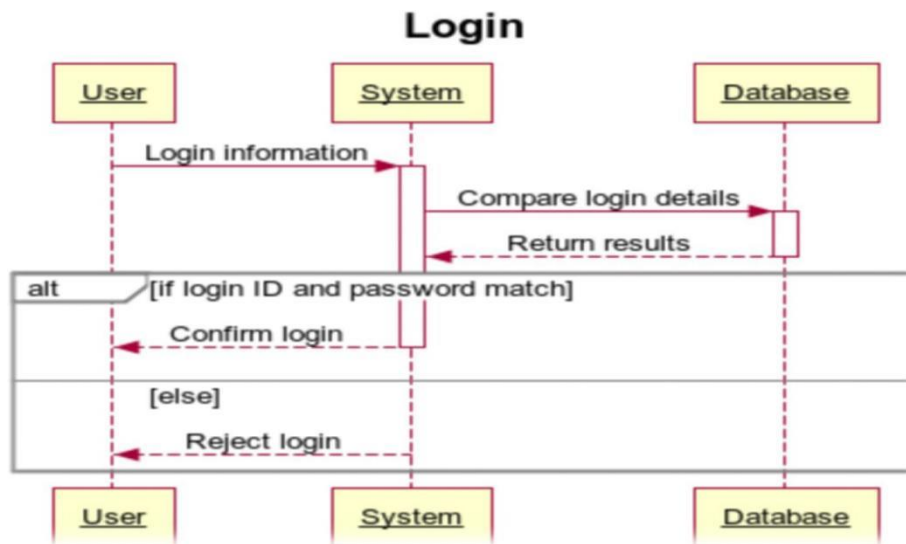 Login
User
System
Database
Login information
Compare login details
Return results
alt
[if login ID and password match]
Confirm login
[else]
Reject login
User
System
Database